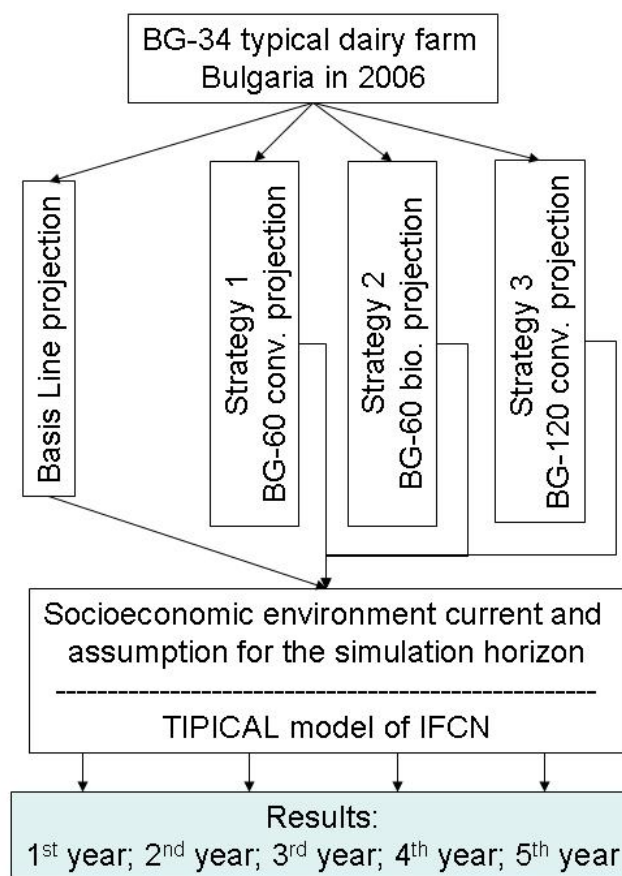 BG-34 typical dairy farm
Bulgaria in 2006
Basis Line projection
Strategy 1
BG-60 conv. projection
Strategy 2
BG-60 bio. projection
Strategy 3
BG-120 conv. projection
Socioeconomic environment current and
assumption for the simulation horizon
TIPICAL model of IFCN
Results:
1st year; 2nd year; 3rd year; 4th year; 5th year